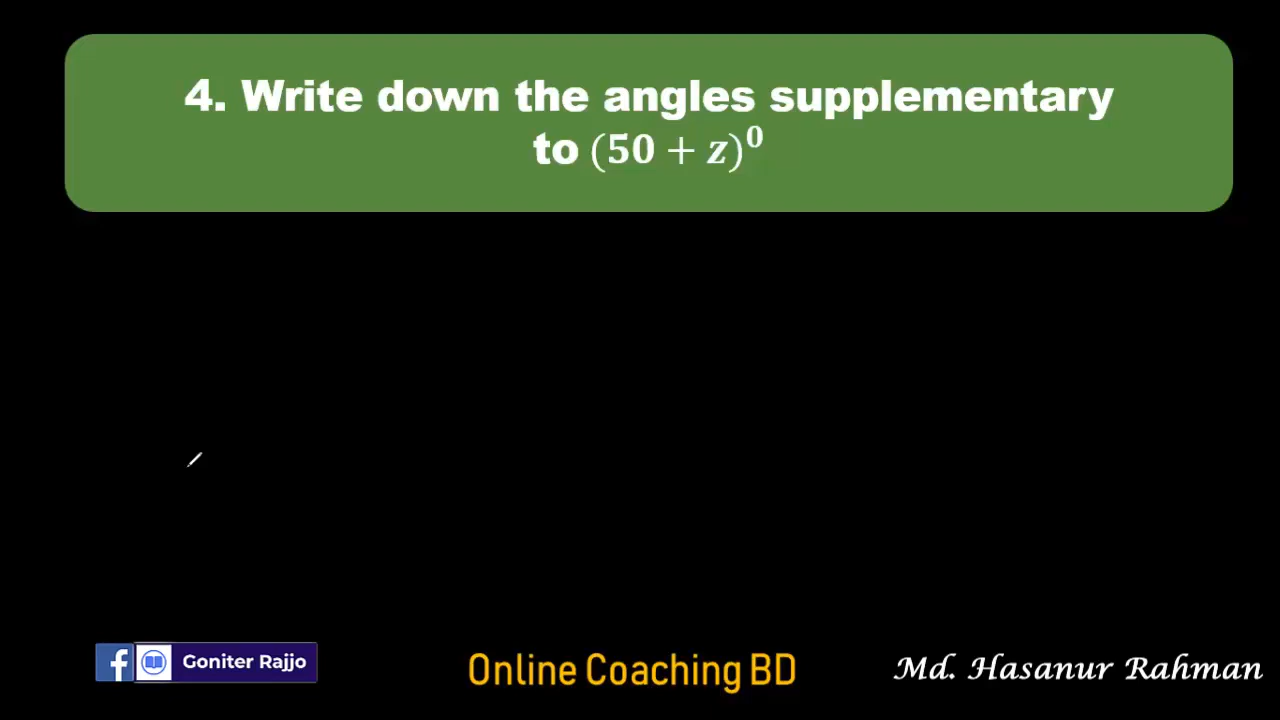 4. Write down the angles supplementary
to (50 + z)⁰
Goniter Rajjo
Online Coaching BD
Md. Hasanur Rahman